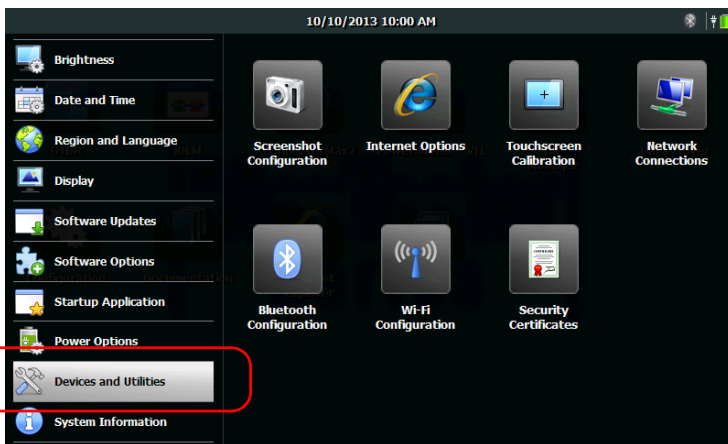 10/10/2013 10:00 AM
Brightness
Date and Time
Region and Language
Display
Software Updates
Software Options
Startup Application
Power Options
Devices and Utilities
System Information
Screenshot
Configuration
Internet Options
Touchscreen
Calibration
Network
Connections
Bluetooth
Configuration
Wi-Fi
Configuration
Security
Certificates